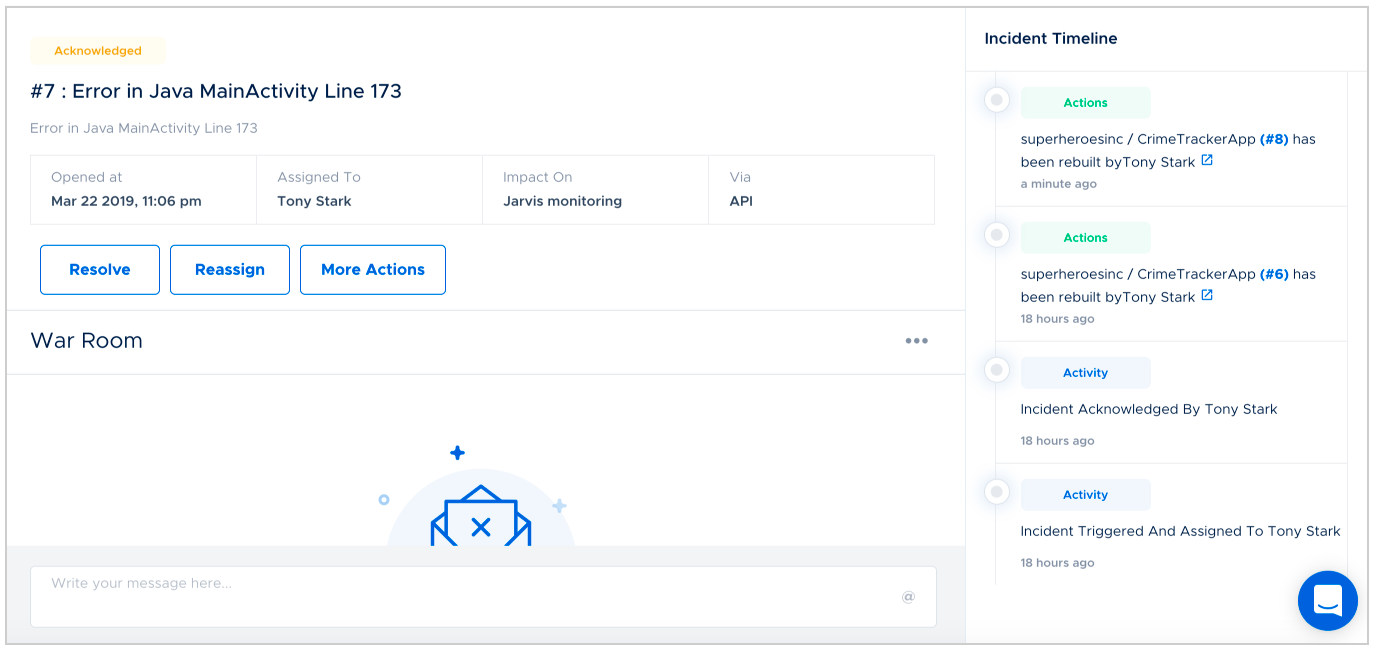 Acknowledged
#7 : Error in Java MainActivity Line 173
Error in Java MainActivity Line 173
Opened at
Mar 22 2019, 11:06 pm
Assigned To
Tony Stark
Impact On
Jarvis monitoring
Via
API
Resolve
Reassign
More Actions
War Room
Write your message here...
@
Incident Timeline
Actions
superheroesinc / CrimeTrackerApp (#8) has
been rebuilt byTony Stark
a minute ago
Actions
superheroesinc / CrimeTrackerApp (#6) has
been rebuilt byTony Stark
18 hours ago
Activity
Incident Acknowledged By Tony Stark
18 hours ago
Activity
Incident Triggered And Assigned To Tony Stark
18 hours ago